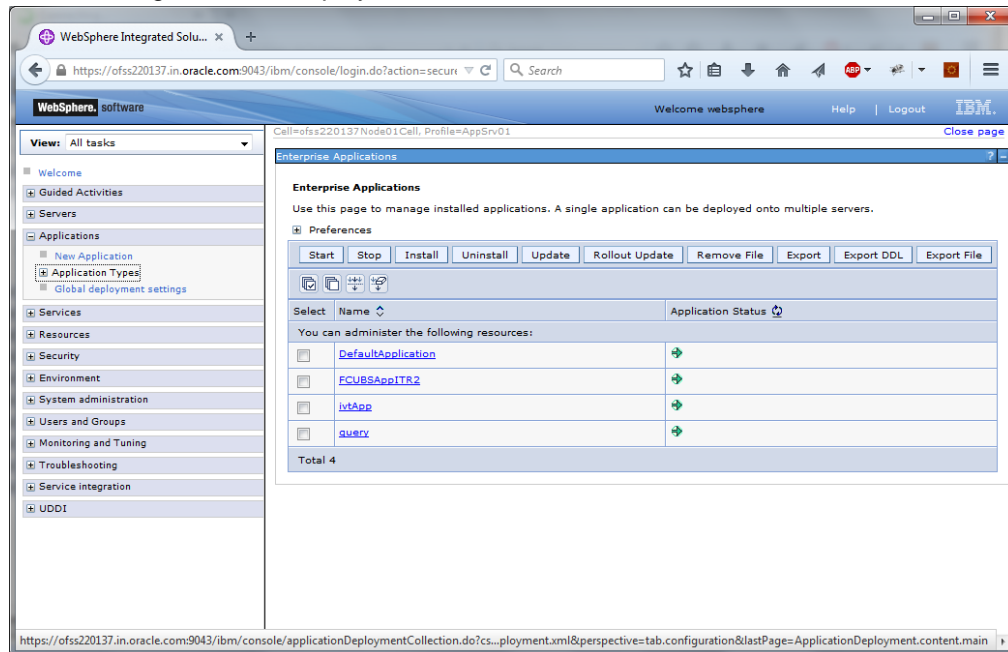 WebSphere Integrated Solu... × +
https://ofss220137.in.oracle.com:9043/ibm/console/login.do?action=secure
Search
ABP
WebSphere. software
Welcome websphere
Help | Logout
IBM.
View: All tasks
Welcome
Guided Activities
Servers
Applications
New Application
Application Types
Global deployment settings
Services
Resources
Security
Environment
System administration
Users and Groups
Monitoring and Tuning
Troubleshooting
Service integration
UDDI
Cell=ofss220137Node01Cell, Profile=AppSrv01
Close page
Enterprise Applications
? -
Enterprise Applications
Use this page to manage installed applications. A single application can be deployed onto multiple servers.
Preferences
Start Stop Install Uninstall Update Rollout Update Remove File Export Export DDL Export File
Select Name Application Status
You can administer the following resources:
DefaultApplication
FCUBSAppITR2
ivtApp
query
Total 4
https://ofss220137.in.oracle.com:9043/ibm/console/applicationDeploymentCollection.do?cs...ployment.xml&perspective=tab.configuration&lastPage=ApplicationDeployment.content.main